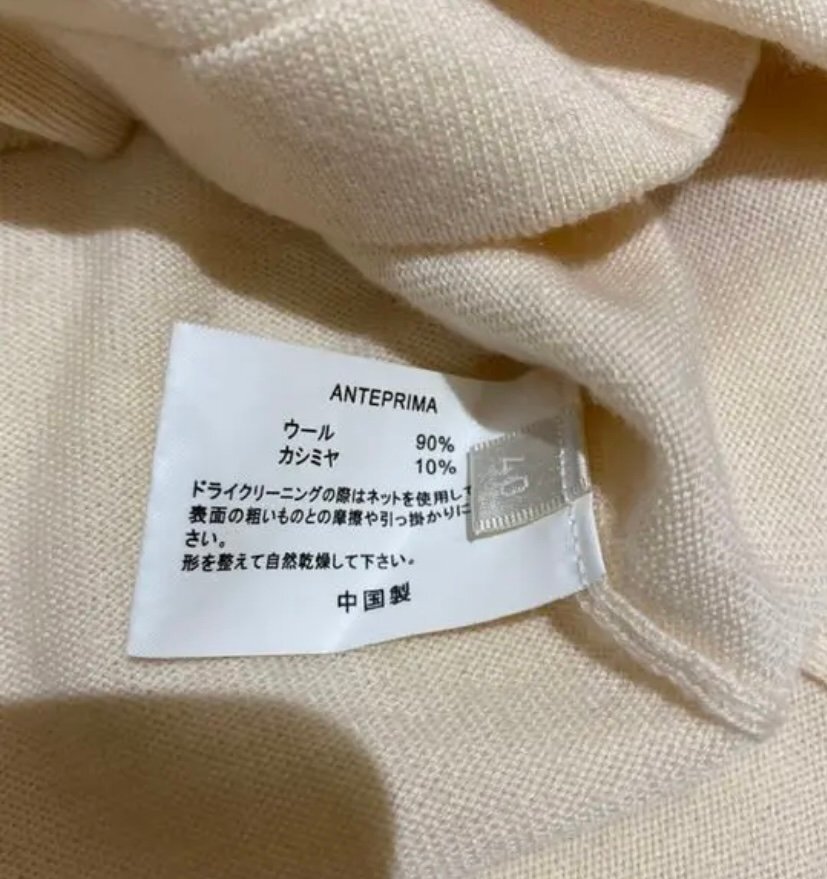 ANTEPRIMA
ウール 90%
カシミヤ 10%
ドライクリーニングの際はネットを使用して
表面の粗いものとの摩擦や引っ掛かりに
さい。
形を整えて自然乾燥して下さい。
中国製
40